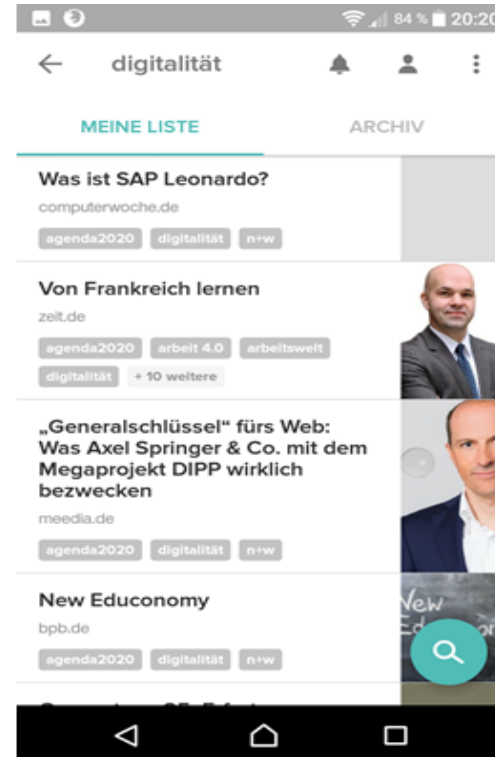 84 % 20:20
digitalität
MEINE LISTE ARCHIV
Was ist SAP Leonardo?
computerwoche.de
agenda2020 digitalität n+w
Von Frankreich lernen
zeit.de
agenda2020 arbeit 4.0 arbeitswelt
digitalität + 10 weitere
„Generalschlüssel“ fürs Web:
Was Axel Springer & Co. mit dem
Megaprojekt DIPP wirklich
bezwecken
meedia.de
agenda2020 digitalität n+w
New Educonomy
bpb.de
New
agenda2020 digitalität n+w